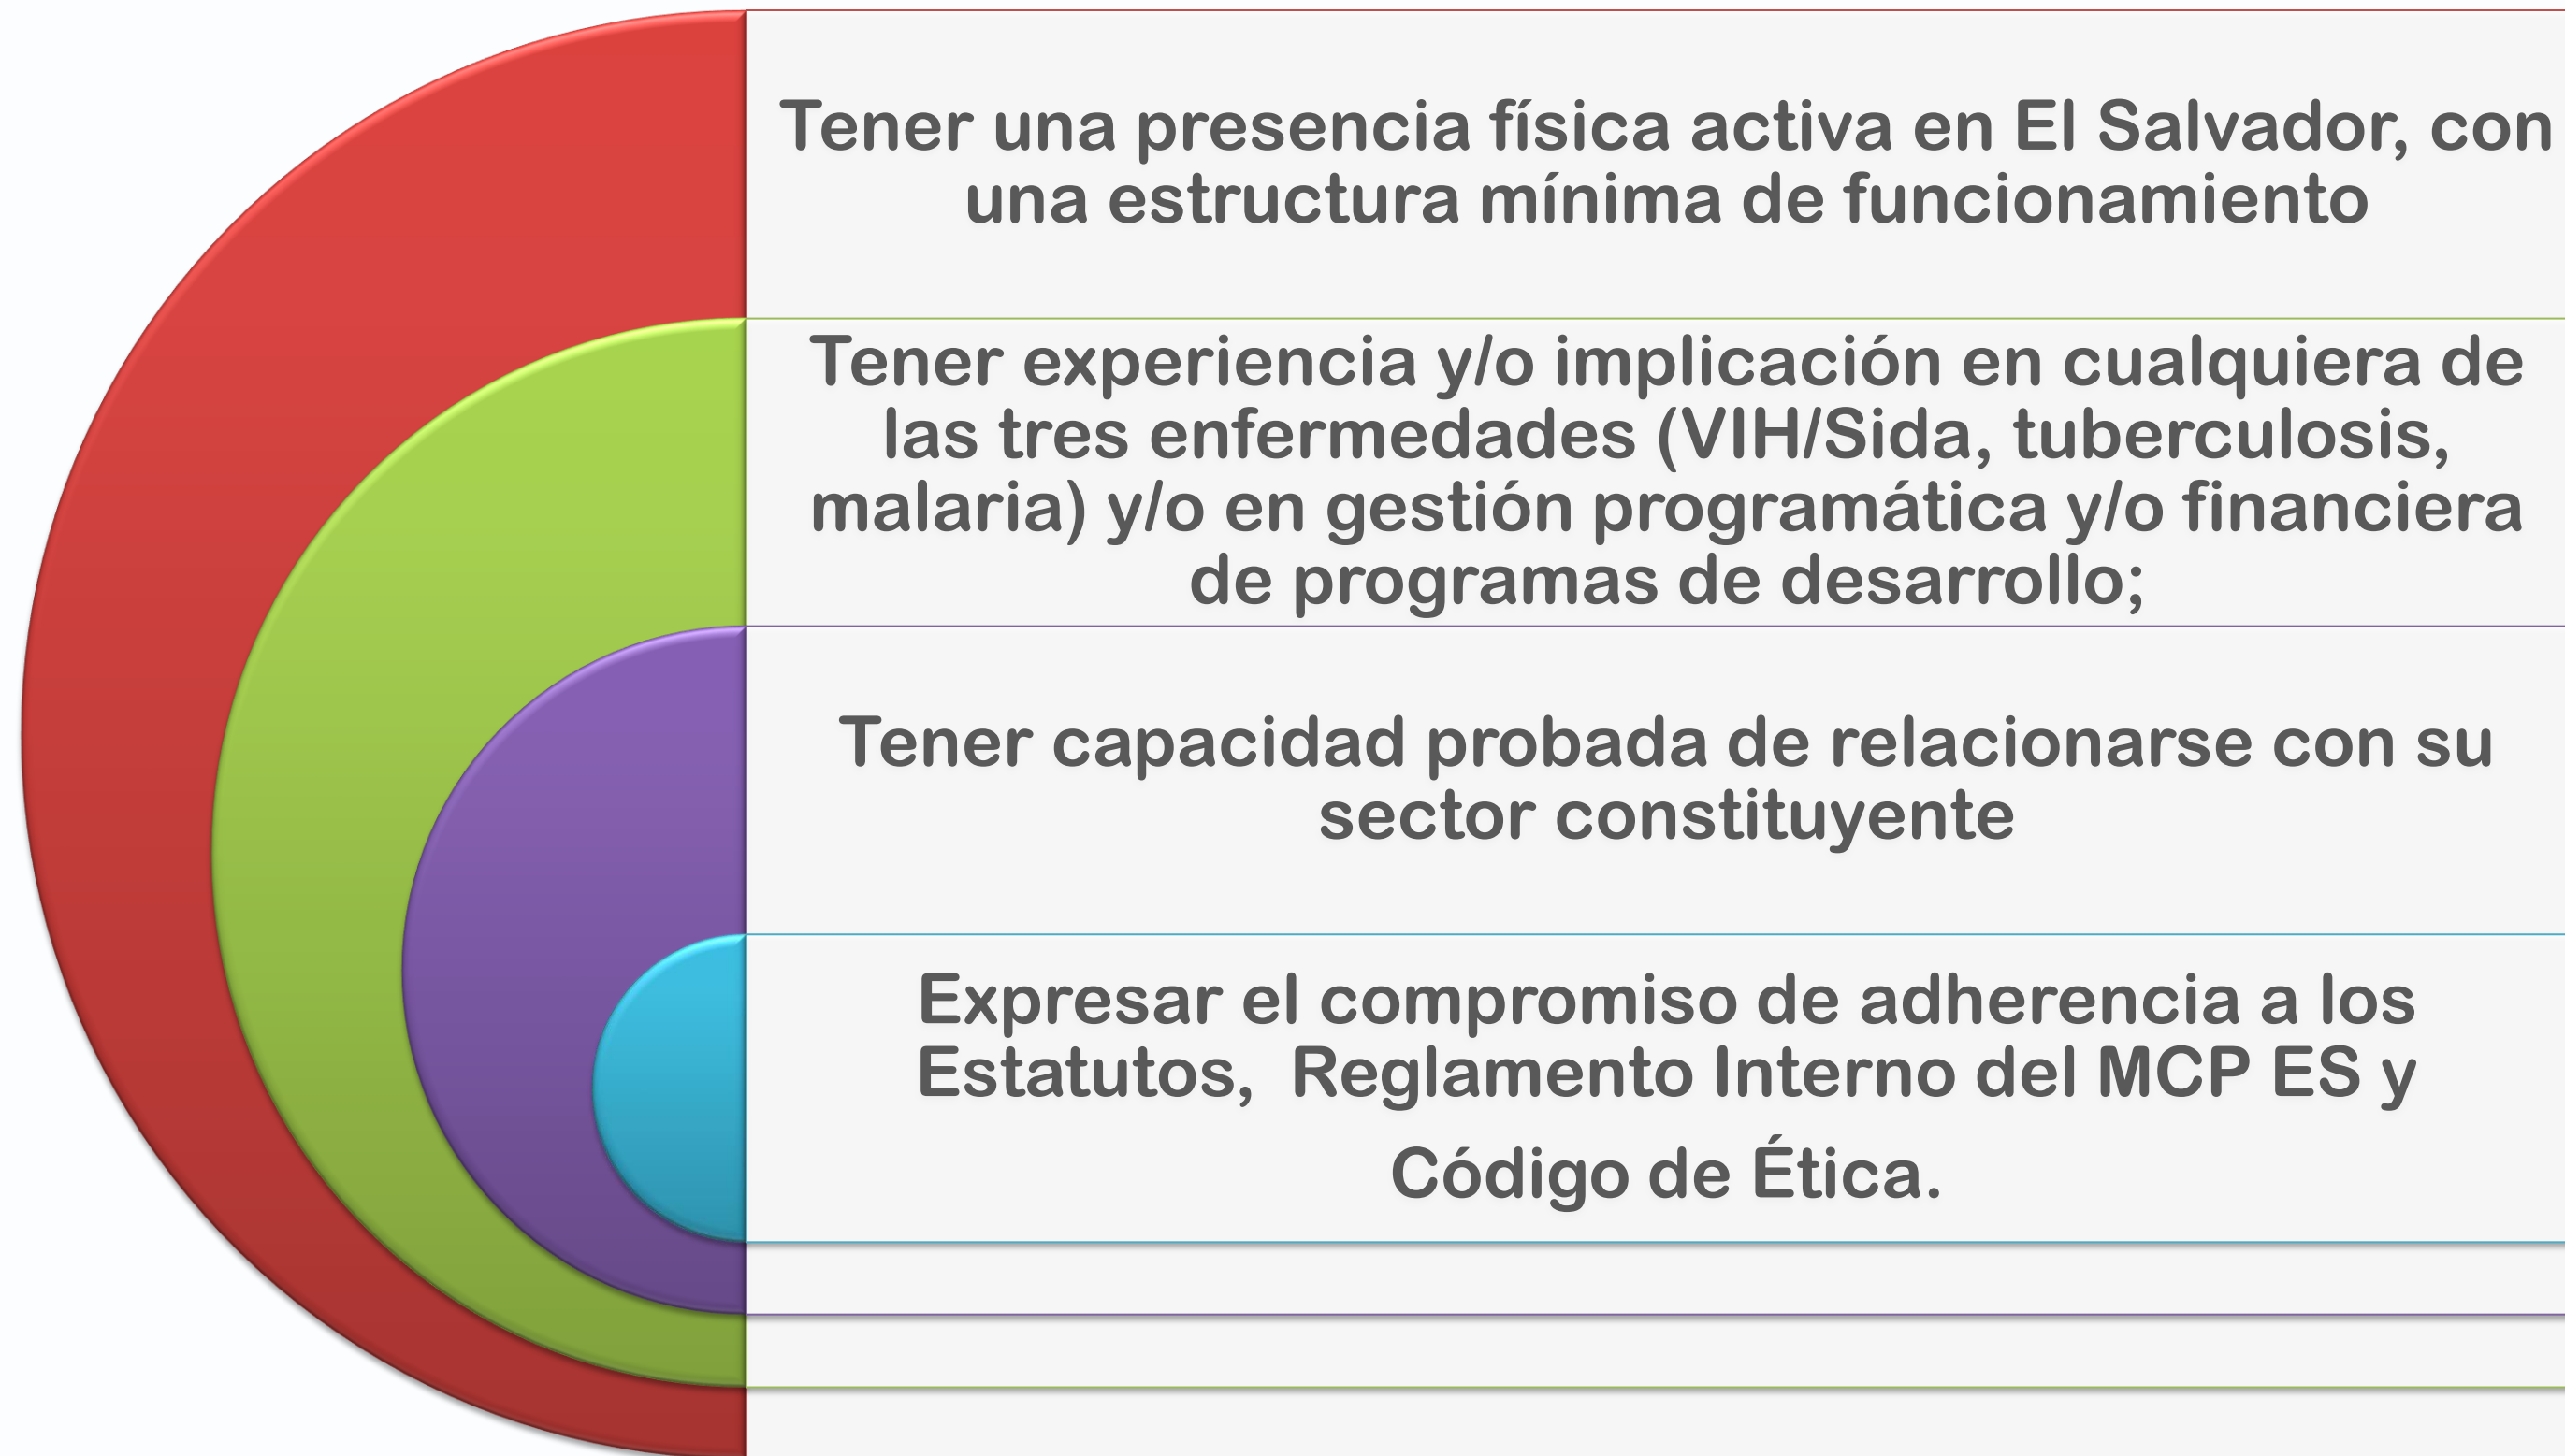 Tener una presencia física activa en El Salvador, con
una estructura mínima de funcionamiento
Tener experiencia y/o implicación en cualquiera de
las tres enfermedades (VIH/Sida, tuberculosis,
malaria) y/o en gestión programática y/o financiera
de programas de desarrollo;
Tener capacidad probada de relacionarse con su
sector constituyente
Expresar el compromiso de adherencia a los
Estatutos,  Reglamento Interno del MCP ES y
Código de Ética.